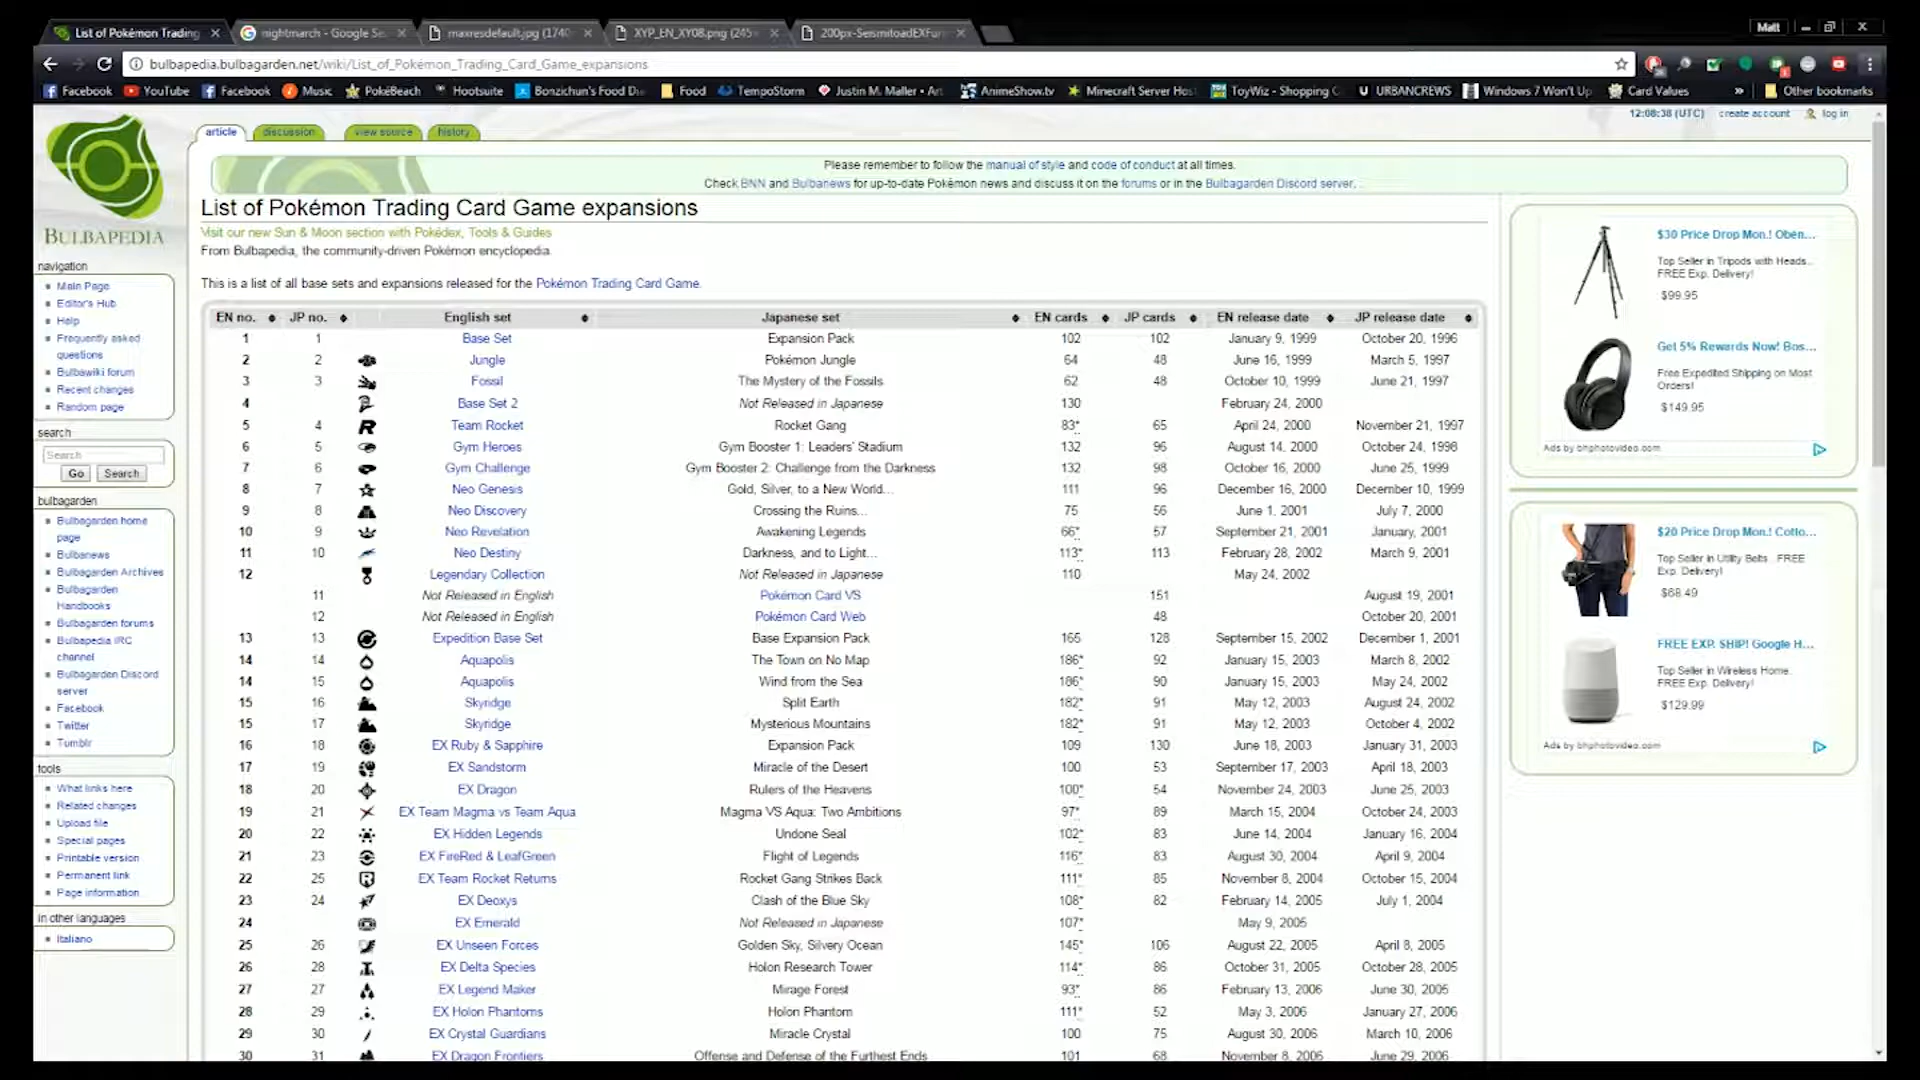 List of Pokémon Trading
nightmarch - Google Se
maxresdefault.jpg (1740
XYP_EN_XY08.png (245
200px-SeismitoadEXFur
Matt
bulbapedia.bulbagarden.net/wiki/List_of_Pokémon_Trading_Card_Game_expansions
Facebook YouTube Facebook Music PokéBeach Hootsuite Bonzichun's Food Di Food TempoStorm Justin M. Maller • Art AnimeShow.tv Minecraft Server Host ToyWiz - Shopping C URBANCREWS Windows 7 Won't Up Card Values » Other bookmarks
12:08:38 (UTC) create account log in
article discussion view source history
Please remember to follow the manual of style and code of conduct at all times.
Check BNN and Bulbanews for up-to-date Pokémon news and discuss it on the forums or in the Bulbagarden Discord server.
BULBAPEDIA
navigation
Main Page
Editor's Hub
Help
Frequently asked
questions
Bulbawiki forum
Recent changes
Random page
search
Search
Go Search
bulbagarden
Bulbagarden home
page
Bulbanews
Bulbagarden Archives
Bulbagarden
Handbooks
Bulbagarden forums
Bulbapedia IRC
channel
Bulbagarden Discord
server
Facebook
Twitter
Tumblr
tools
What links here
Related changes
Upload file
Special pages
Printable version
Permanent link
Page information
in other languages
Italiano
List of Pokémon Trading Card Game expansions
Visit our new Sun & Moon section with Pokédex, Tools & Guides
From Bulbapedia, the community-driven Pokémon encyclopedia.
This is a list of all base sets and expansions released for the Pokémon Trading Card Game.
EN no. JP no. English set Japanese set EN cards JP cards EN release date JP release date
1 1 Base Set Expansion Pack 102 102 January 9, 1999 October 20, 1996
2 2 Jungle Pokémon Jungle 64 48 June 16, 1999 March 5, 1997
3 3 Fossil The Mystery of the Fossils 62 48 October 10, 1999 June 21, 1997
4 Base Set 2 Not Released in Japanese 130 February 24, 2000
5 4 Team Rocket Rocket Gang 83* 65 April 24, 2000 November 21, 1997
6 5 Gym Heroes Gym Booster 1: Leaders' Stadium 132 96 August 14, 2000 October 24, 1998
7 6 Gym Challenge Gym Booster 2: Challenge from the Darkness 132 98 October 16, 2000 June 25, 1999
8 7 Neo Genesis Gold, Silver, to a New World... 111 96 December 16, 2000 December 10, 1999
9 8 Neo Discovery Crossing the Ruins... 75 56 June 1, 2001 July 7, 2000
10 9 Neo Revelation Awakening Legends 66* 57 September 21, 2001 January, 2001
11 10 Neo Destiny Darkness, and to Light... 113* 113 February 28, 2002 March 9, 2001
12 Legendary Collection Not Released in Japanese 110 May 24, 2002
11 Not Released in English Pokémon Card VS 151 August 19, 2001
12 Not Released in English Pokémon Card Web 48 October 20, 2001
13 13 Expedition Base Set Base Expansion Pack 165 128 September 15, 2002 December 1, 2001
14 14 Aquapolis The Town on No Map 186* 92 January 15, 2003 March 8, 2002
14 15 Aquapolis Wind from the Sea 186* 90 January 15, 2003 May 24, 2002
15 16 Skyridge Split Earth 182* 91 May 12, 2003 August 24, 2002
15 17 Skyridge Mysterious Mountains 182* 91 May 12, 2003 October 4, 2002
16 18 EX Ruby & Sapphire Expansion Pack 109 130 June 18, 2003 January 31, 2003
17 19 EX Sandstorm Miracle of the Desert 100 53 September 17, 2003 April 18, 2003
18 20 EX Dragon Rulers of the Heavens 100* 54 November 24, 2003 June 25, 2003
19 21 EX Team Magma vs Team Aqua Magma VS Aqua: Two Ambitions 97* 89 March 15, 2004 October 24, 2003
20 22 EX Hidden Legends Undone Seal 102* 83 June 14, 2004 January 16, 2004
21 23 EX FireRed & LeafGreen Flight of Legends 116* 83 August 30, 2004 April 9, 2004
22 25 EX Team Rocket Returns Rocket Gang Strikes Back 111* 85 November 8, 2004 October 15, 2004
23 24 EX Deoxys Clash of the Blue Sky 108* 82 February 14, 2005 July 1, 2004
24 EX Emerald Not Released in Japanese 107* May 9, 2005
25 26 EX Unseen Forces Golden Sky, Silvery Ocean 145* 106 August 22, 2005 April 8, 2005
26 28 EX Delta Species Holon Research Tower 114* 86 October 31, 2005 October 28, 2005
27 27 EX Legend Maker Mirage Forest 93* 86 February 13, 2006 June 30, 2005
28 29 EX Holon Phantoms Holon Phantom 111* 52 May 3, 2006 January 27, 2006
29 30 EX Crystal Guardians Miracle Crystal 100 75 August 30, 2006 March 10, 2006
30 31 EX Dragon Frontiers Offense and Defense of the Furthest Ends 101 68 November 8, 2006 June 29, 2006
$30 Price Drop Mon.! Oben...
Top Seller in Tripods with Heads..
FREE Exp. Delivery!
$99.95
Get 5% Rewards Now! Bos...
Free Expedited Shipping on Most
Orders!
$149.95
Ads by bhphotovideo.com
$20 Price Drop Mon.! Cotto...
Top Seller in Utility Belts . FREE
Exp. Delivery!
$68.49
FREE EXP. SHIP! Google H...
Top Seller in Wireless Home.
FREE Exp. Delivery!
$129.99
Ads by bhphotovideo.com